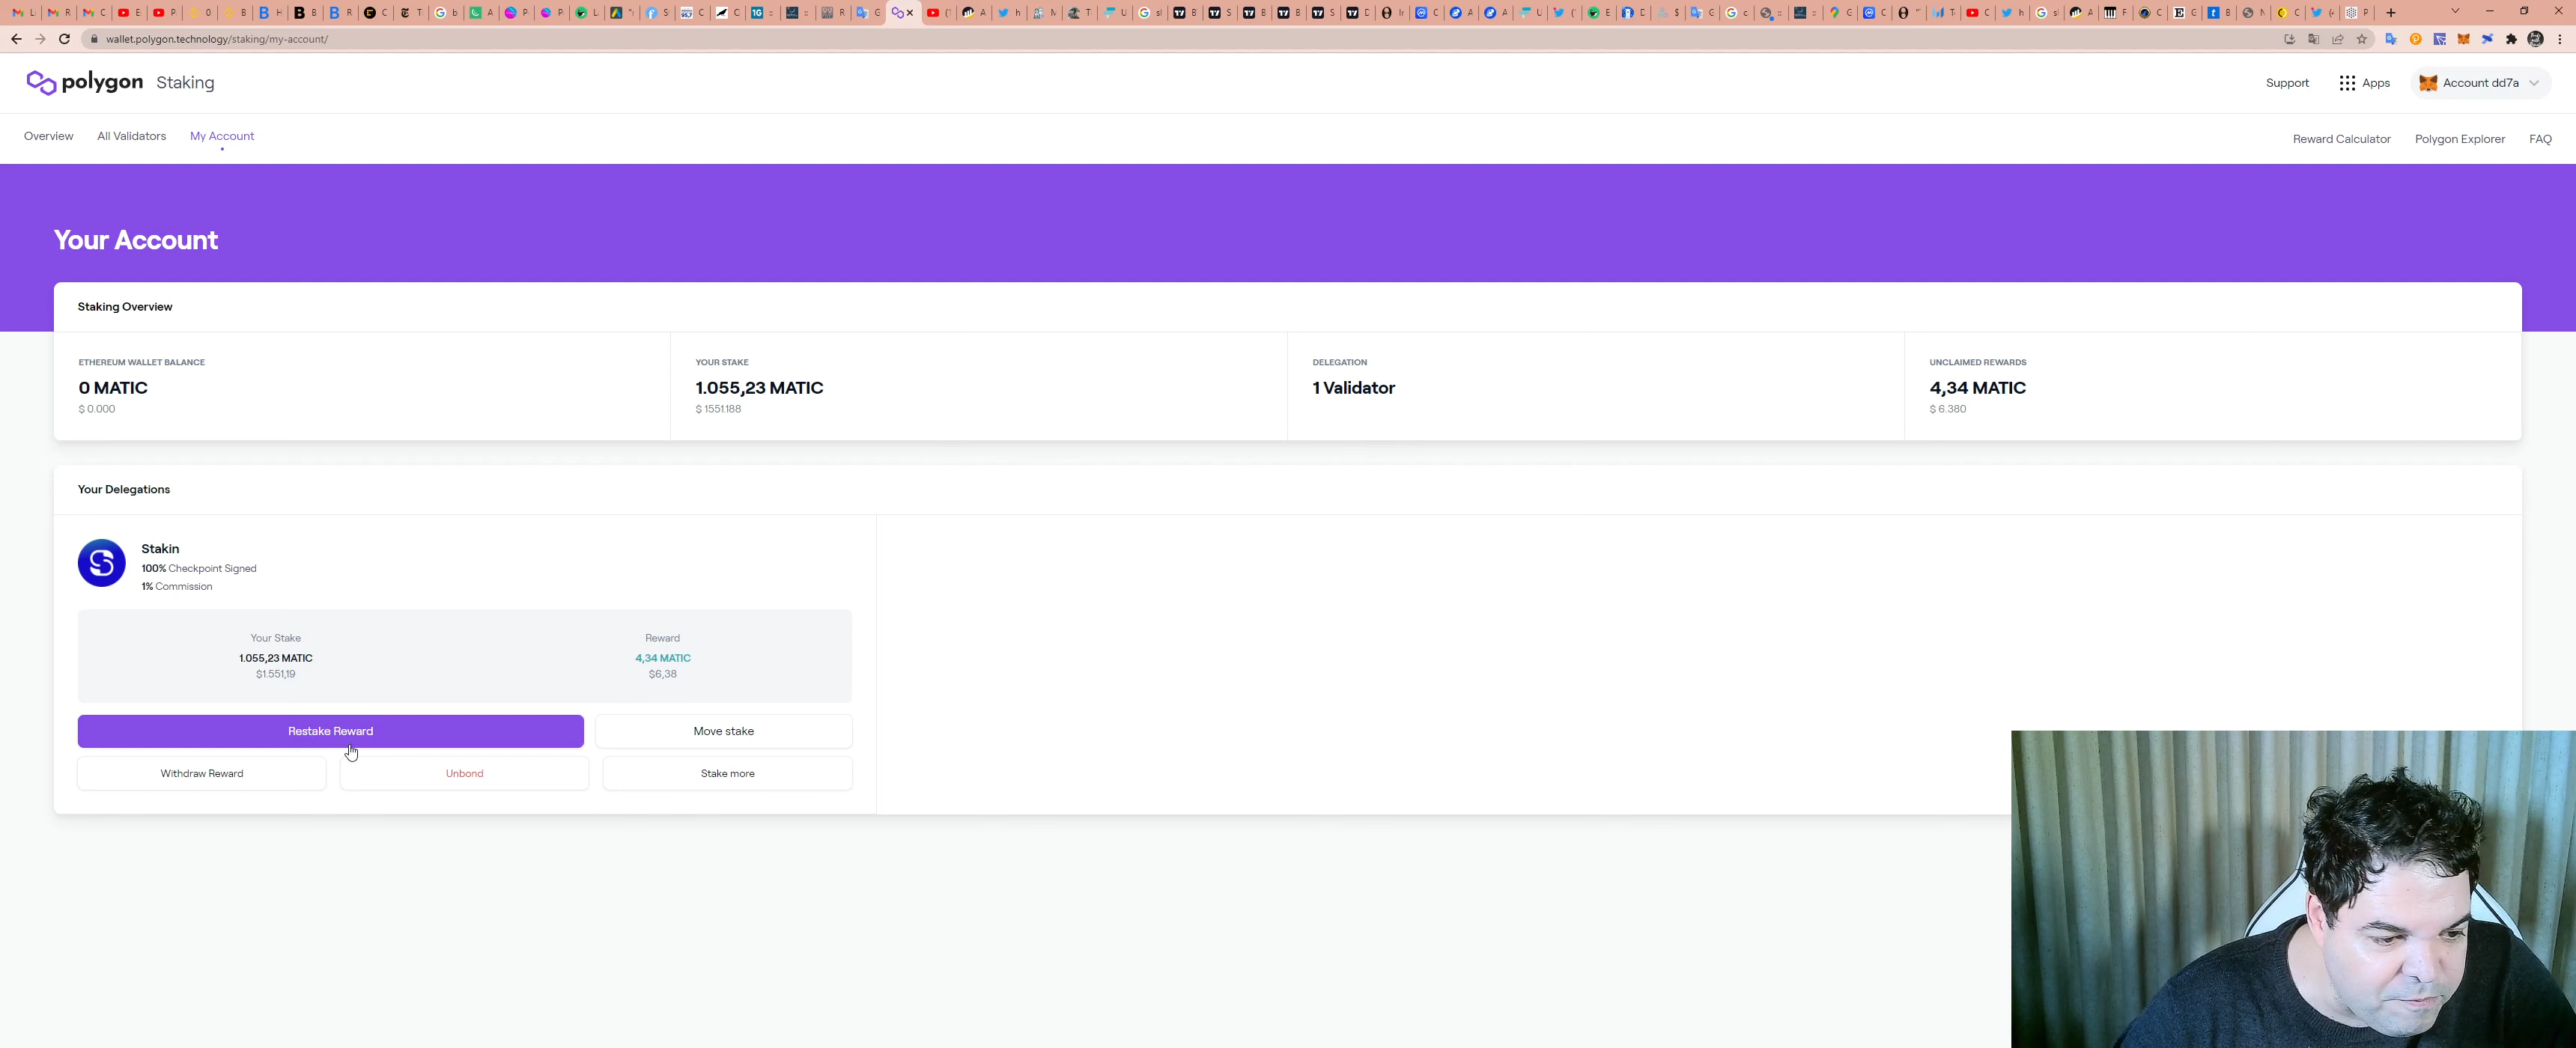 wallet.polygon.technology/staking/my-account/
polygon Staking
Support
Apps
Account dd7a
Overview
All Validators
My Account
Reward Calculator
Polygon Explorer
FAQ
Your Account
Staking Overview
ETHEREUM WALLET BALANCE
0 MATIC
$ 0.000
YOUR STAKE
1.055,23 MATIC
$ 1551.188
DELEGATION
1 Validator
UNCLAIMED REWARDS
4,34 MATIC
$ 6.380
Your Delegations
Stakin
100% Checkpoint Signed
1% Commission
Your Stake
1.055,23 MATIC
$1.551,19
Reward
4,34 MATIC
$6,38
Restake Reward
Move stake
Withdraw Reward
Unbond
Stake more